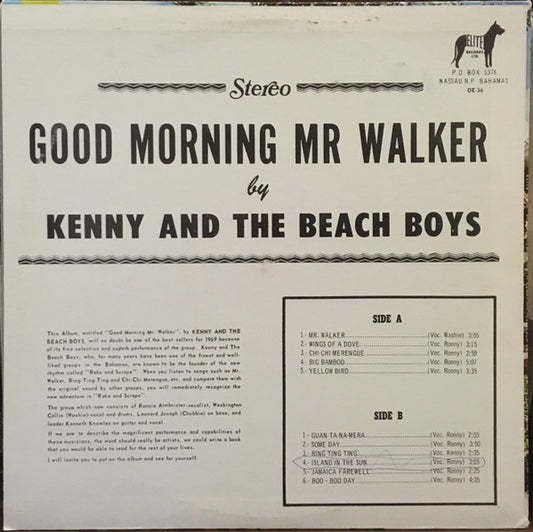 ELITE
RECORDS
LTD.
P.O. BOX 5376
NASSAU N.P. BAHAMAS
OE-36
Stereo
GOOD MORNING MR WALKER
by
KENNY AND THE BEACH BOYS
This Album, entitled "Good Morning Mr. Walker", by KENNY AND THE
BEACH BOYS, will no doubt be one of the best sellers for 1969 because
of its fine selection and superb performance of the group. Kenny and The
Beach Boys, who, for many years have been one of the finest and well-
liked groups in the Bahamas, are known to be the founder of the new
rhythm called "Rake and Scrape". When you listen to songs such as Mr.
Walker, Ring Ting Ting and Chi-Chi Merengue, etc. and compare them with
the original sound by other groups, you will immediately recognise the
new adventure in "Rake and Scrape".
The group which now consists of Ronnie Armbrister-vocalist, Washington
Collie (Washie)-vocal and drums, Leonard Joseph (Chubbie) on base, and
leader Kenneth Knowles on guitar and vocal.
If we are to describe the magnificent performance and capabilities of
these musicians, the word should really be artists, we could write a book
that you would be able to read for the rest of your lives.
I will invite you to put on the album and see for yourself.
SIDE A
1.- MR. WALKER (Voc. Washie) 3:55
2.- WINGS OF A DOVE (Voc. Ronny) 3:15
3.- CHI-CHI MERENGUE (Voc. Ronny) 2:59
4.- BIG BAMBOO (Voc. Ronny) 5:07
5.- YELLOW BIRD (Voc. Ronny) 3:35
SIDE B
1.- GUAN-TA-NA-MERA (Voc. Ronny) 2:55
2.- SOME DAY (Voc. Ronny) 3:50
3.- RING TING TING (Voc. Kenny) 2:35
4.- ISLAND IN THE SUN (Voc. Ronny) 3:05
5.- JAMAICA FAREWELL (Voc. Ronny) 2:25
6.- BOO-BOO DAY (Voc. Ronny) 4:35